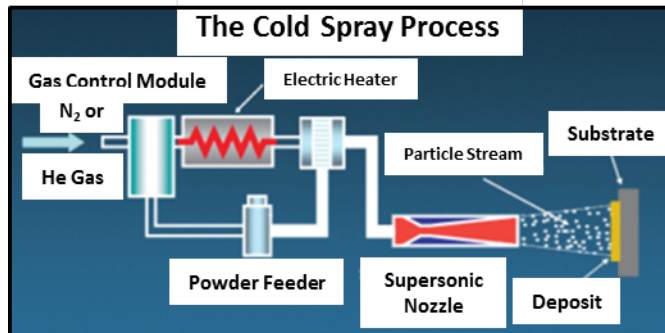 The Cold Spray Process
Gas Control Module
Electric Heater
N₂ or
He Gas
Substrate
Particle Stream
Powder Feeder
Supersonic
Nozzle
Deposit